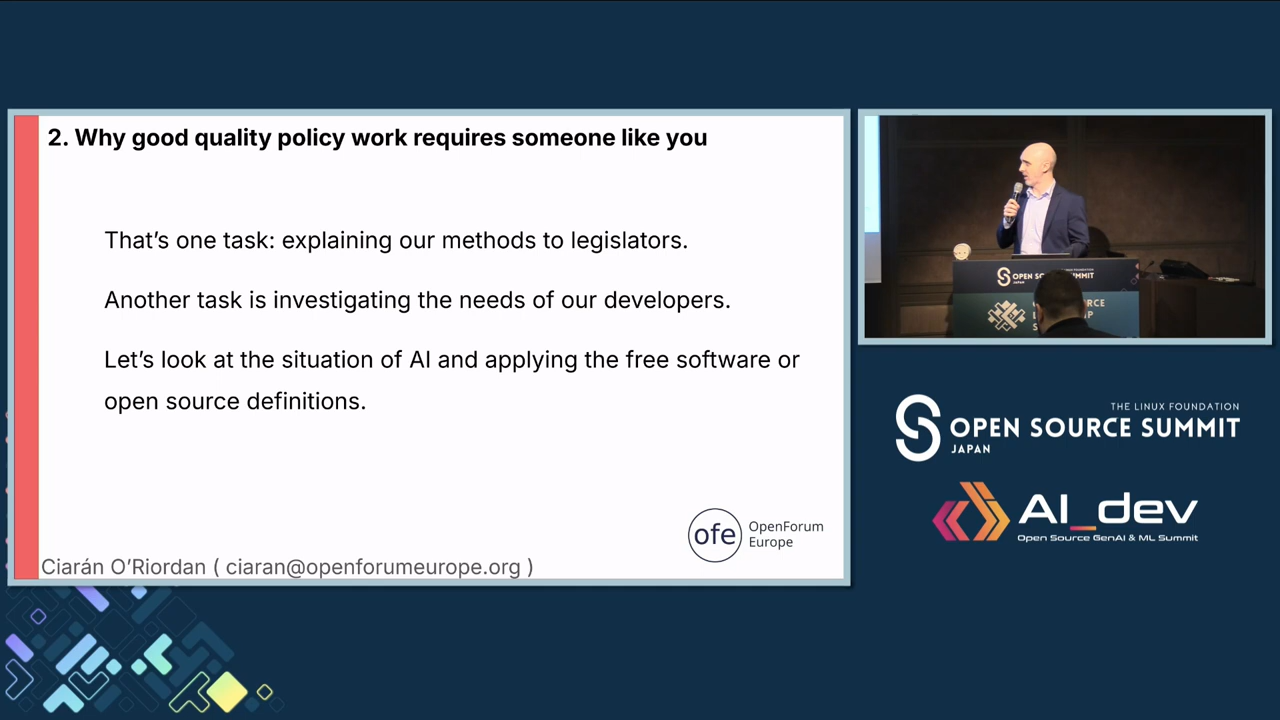 2. Why good quality policy work requires someone like you
That’s one task: explaining our methods to legislators.
Another task is investigating the needs of our developers.
Let’s look at the situation of AI and applying the free software or
open source definitions.
ofe
OpenForum
Europe
Ciarán O’Riordan ( ciaran@openforumeurope.org )
OPEN SOURCE SUMMIT
JAPAN
THE LINUX FOUNDATION
OPEN SOURCE SUMMIT
JAPAN
AI_dev
Open Source GenAI & ML Summit